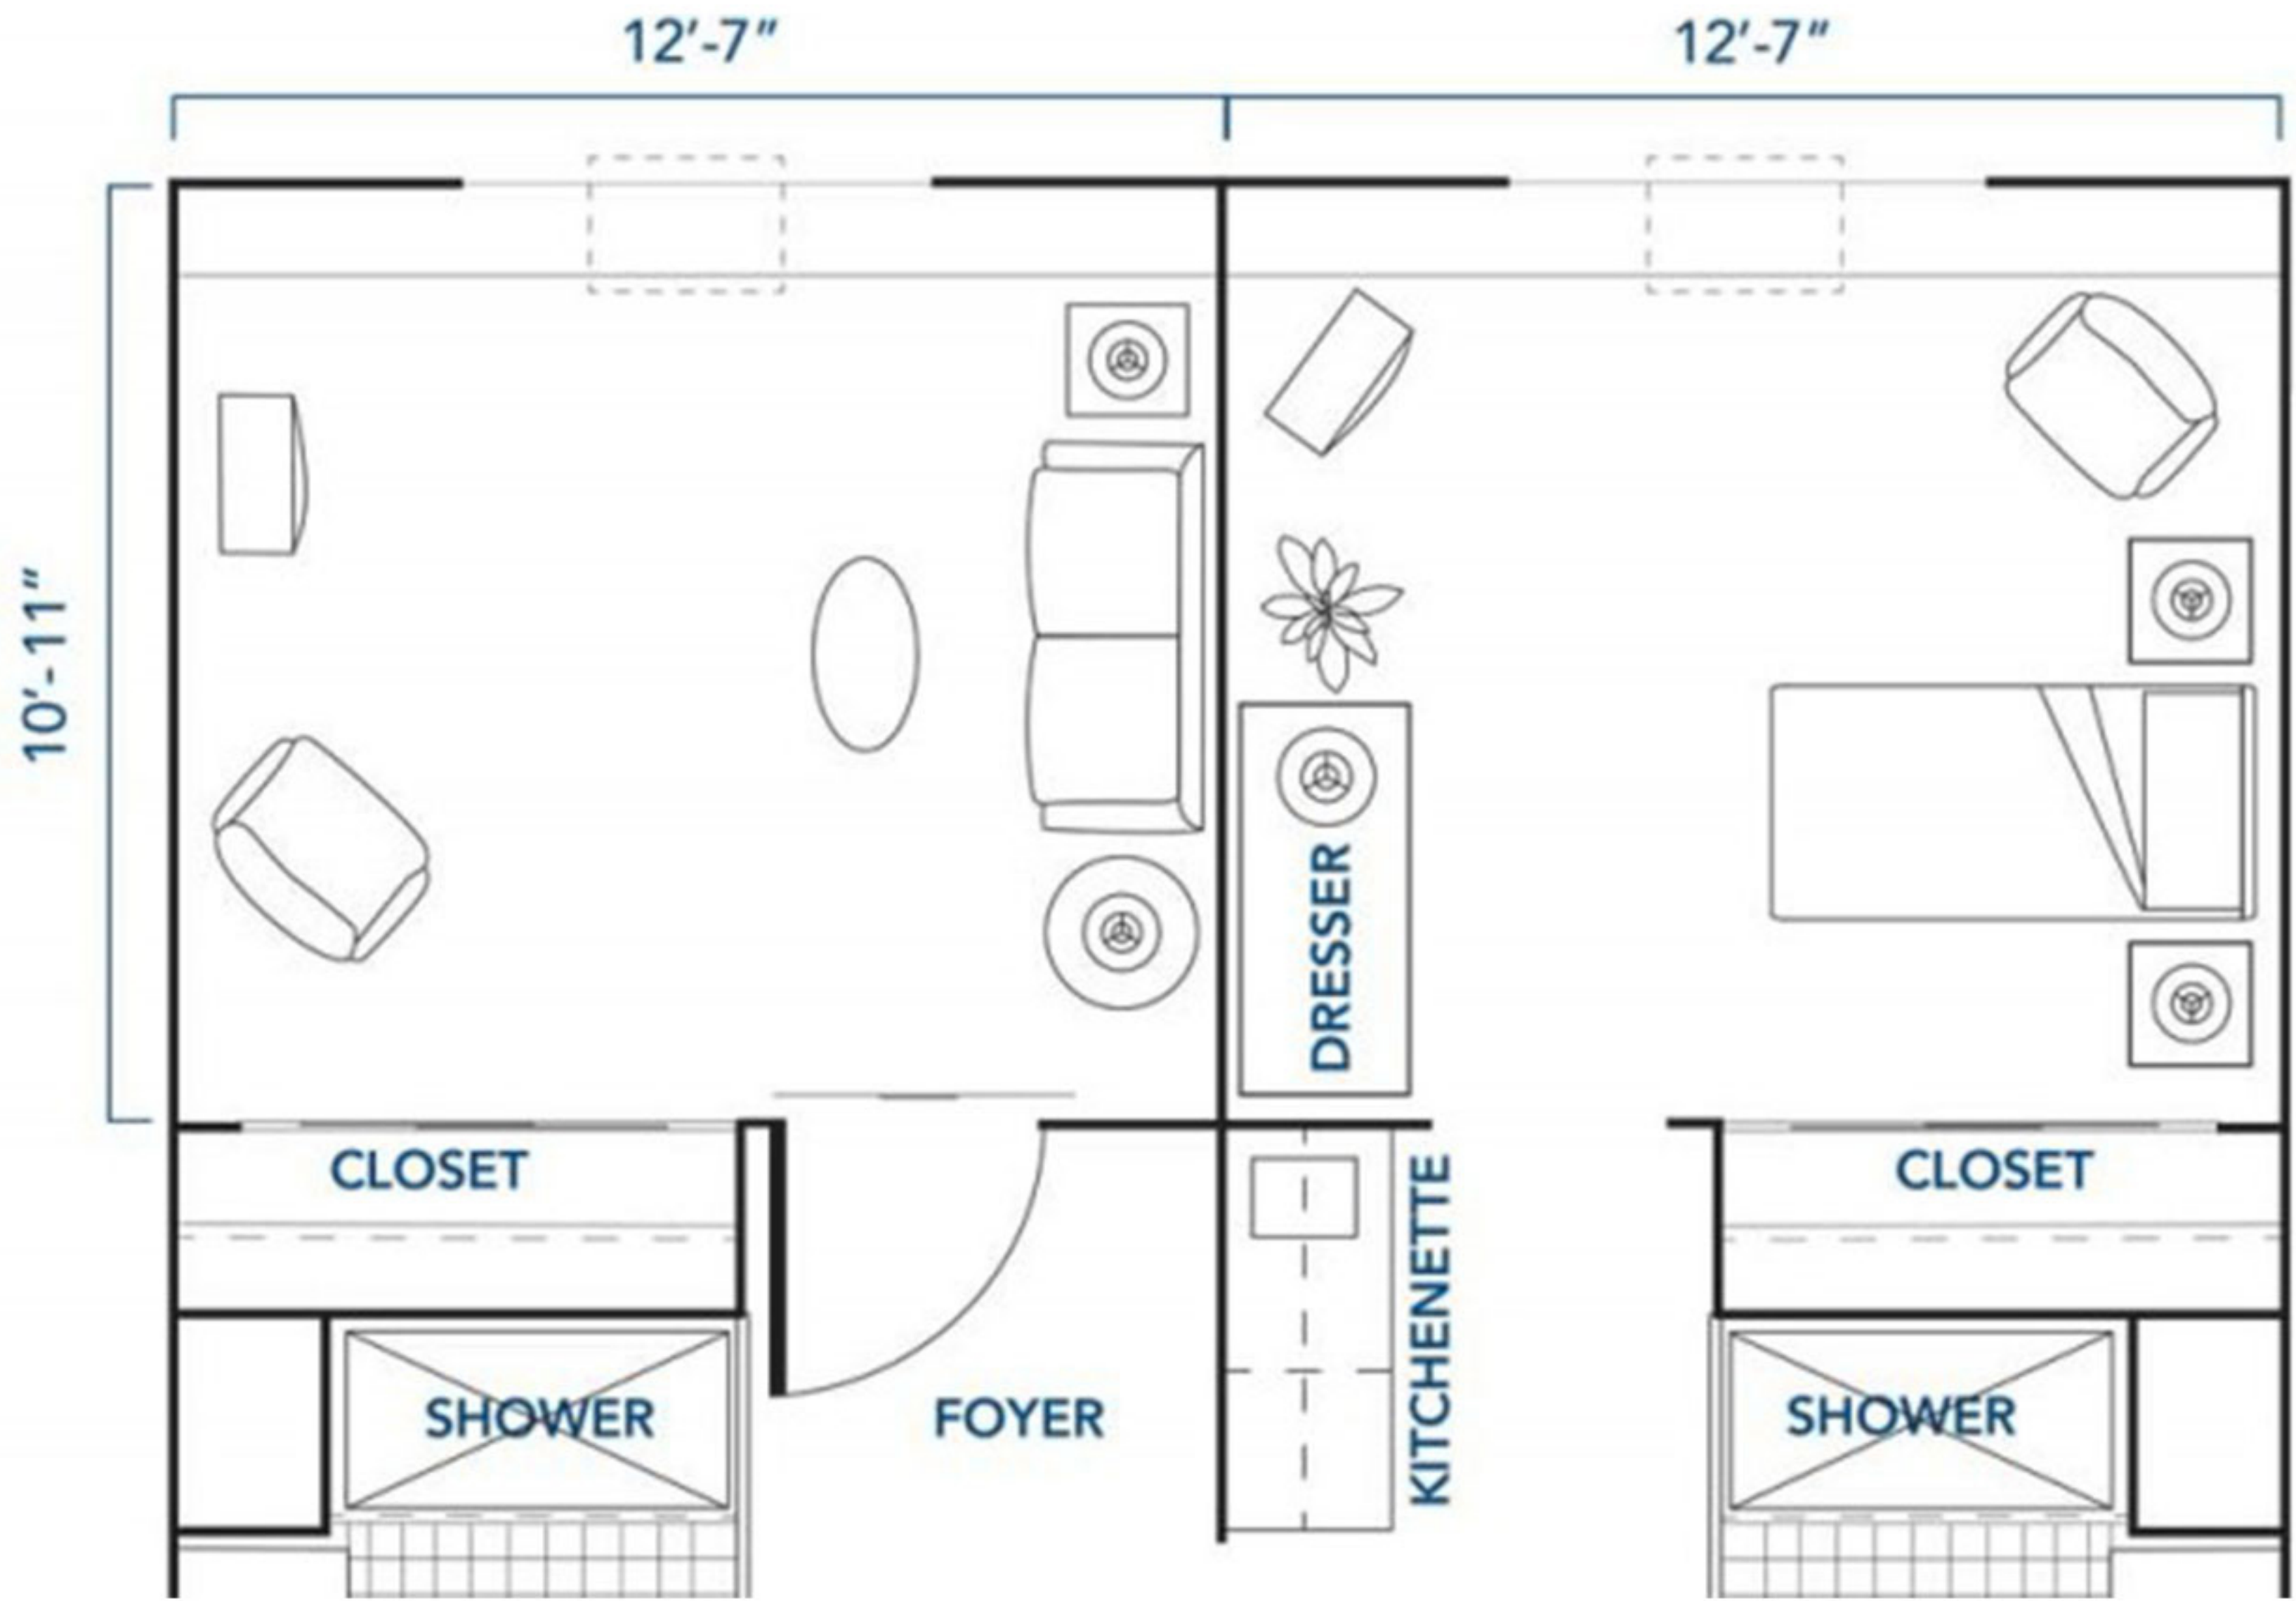 12'-7"
12'-7"
10'-11"
DRESSER
CLOSET
CLOSET
KITCHENETTE
SHOWER
FOYER
SHOWER